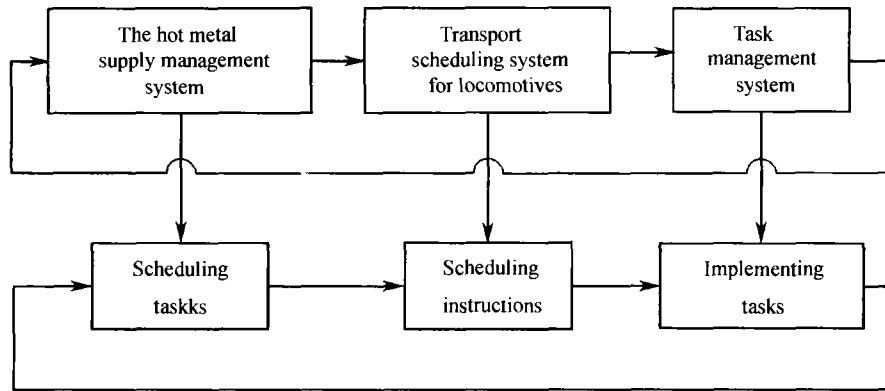 The hot metal
supply management
system
Transport
scheduling system
for locomotives
Task
management
system
Scheduling
taskks
Scheduling
instructions
Implementing
tasks